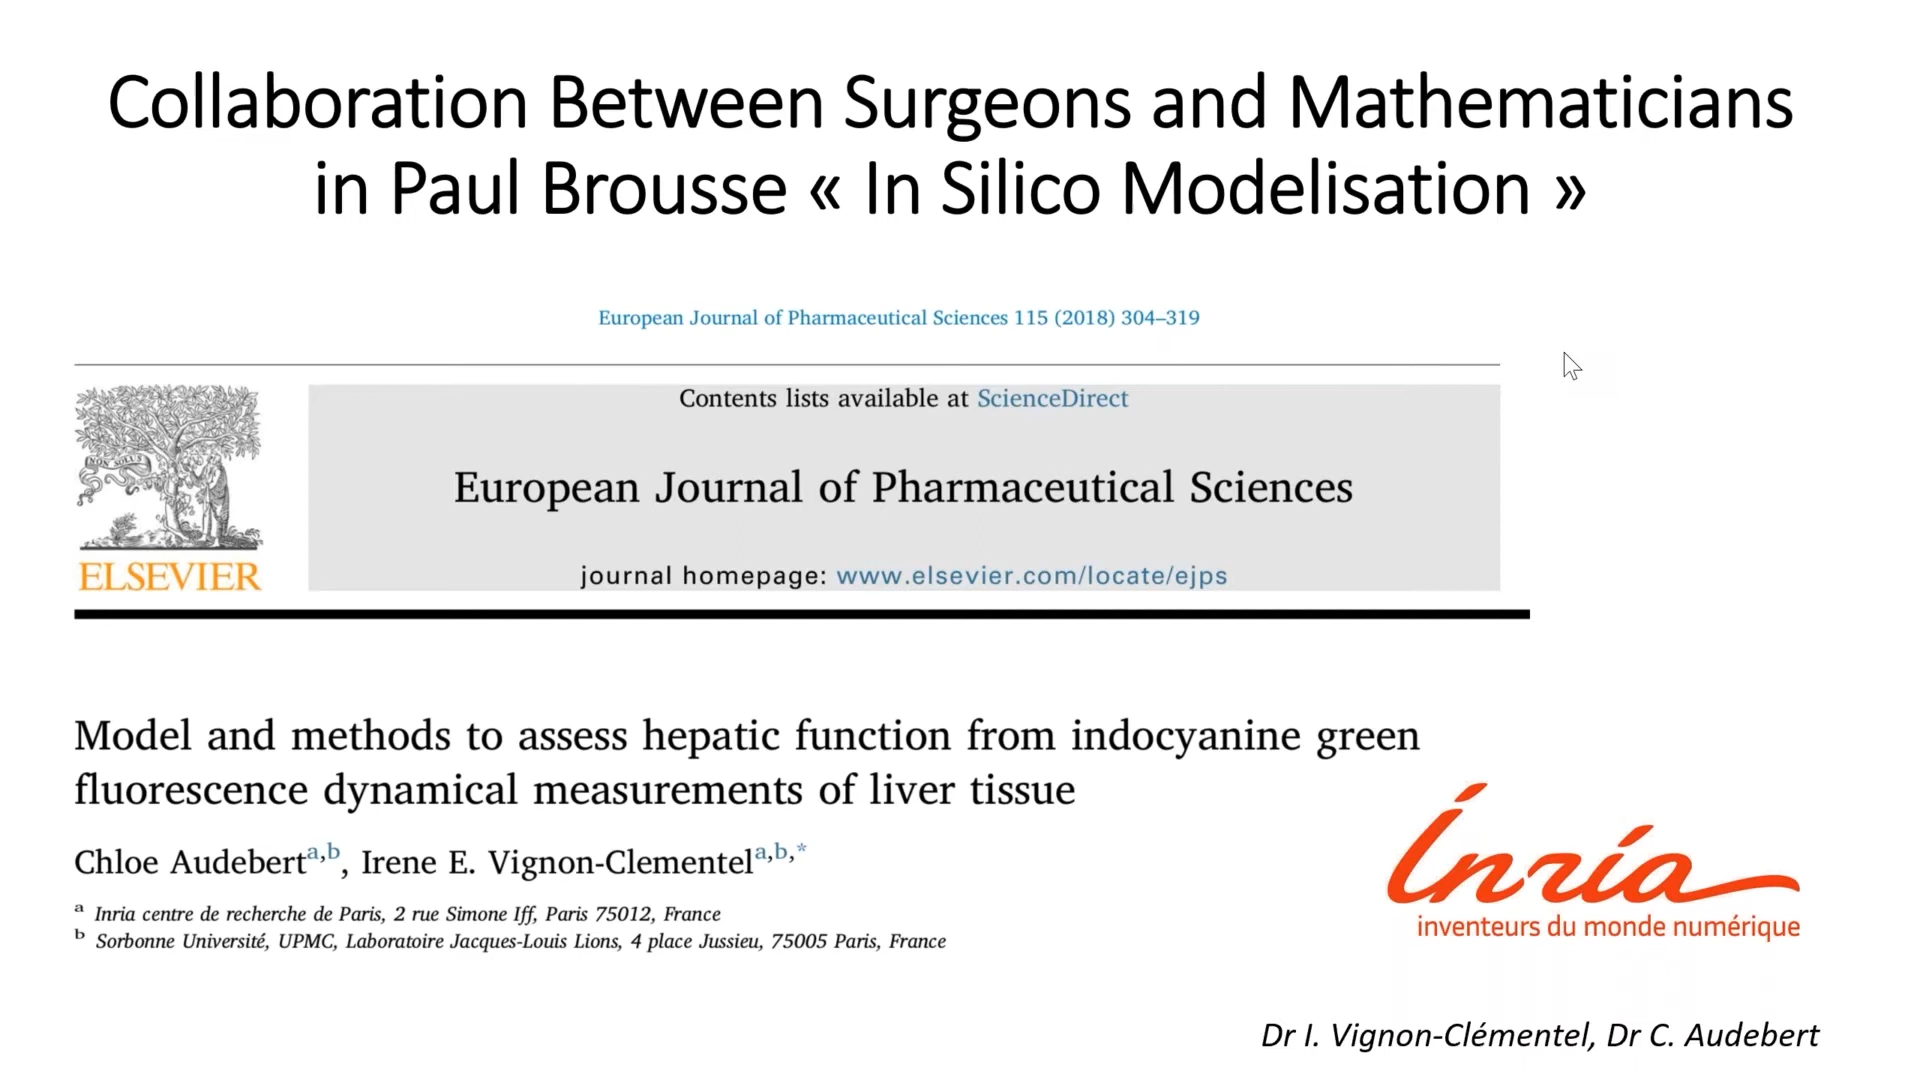 Collaboration Between Surgeons and Mathematicians
in Paul Brousse « In Silico Modelisation »
European Journal of Pharmaceutical Sciences 115 (2018) 304–319
Contents lists available at ScienceDirect
European Journal of Pharmaceutical Sciences
journal homepage: www.elsevier.com/locate/ejps
NON SOLUS
ELSEVIER
Model and methods to assess hepatic function from indocyanine green
fluorescence dynamical measurements of liver tissue
Chloe Audebert a,b, Irene E. Vignon-Clementel a,b,*
a Inria centre de recherche de Paris, 2 rue Simone Iff, Paris 75012, France
b Sorbonne Université, UPMC, Laboratoire Jacques-Louis Lions, 4 place Jussieu, 75005 Paris, France
Inria
inventeurs du monde numérique
Dr I. Vignon-Clémentel, Dr C. Audebert